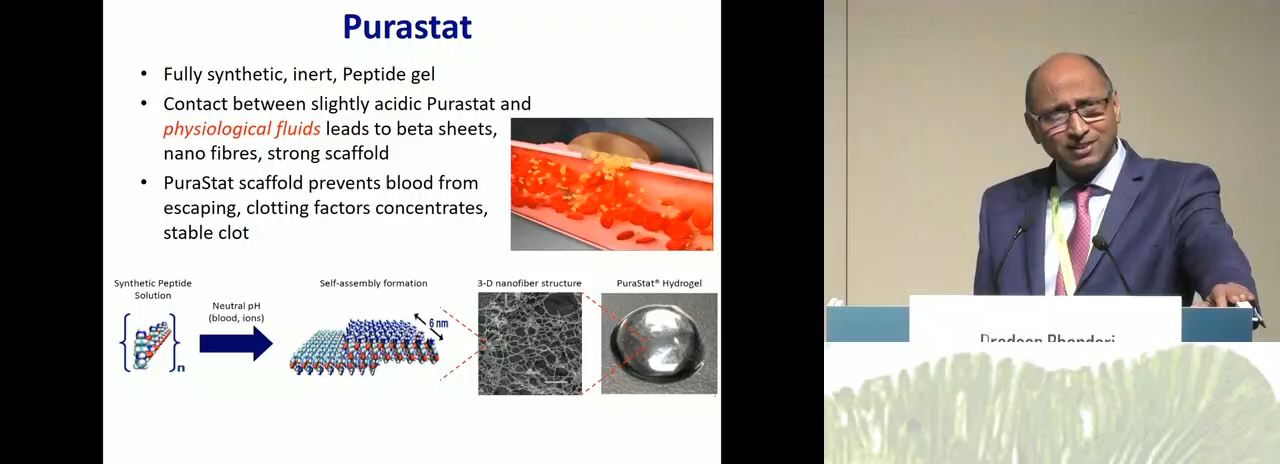 Purastat
• Fully synthetic, inert, Peptide gel
• Contact between slightly acidic Purastat and
physiological fluids leads to beta sheets,
nano fibres, strong scaffold
• PuraStat scaffold prevents blood from
escaping, clotting factors concentrates,
stable clot
Synthetic Peptide
Solution
Neutral pH
(blood, ions)
Self-assembly formation
3-D nanofiber structure
PuraStat® Hydrogel
6 nm
n
Pradeep Bhandari